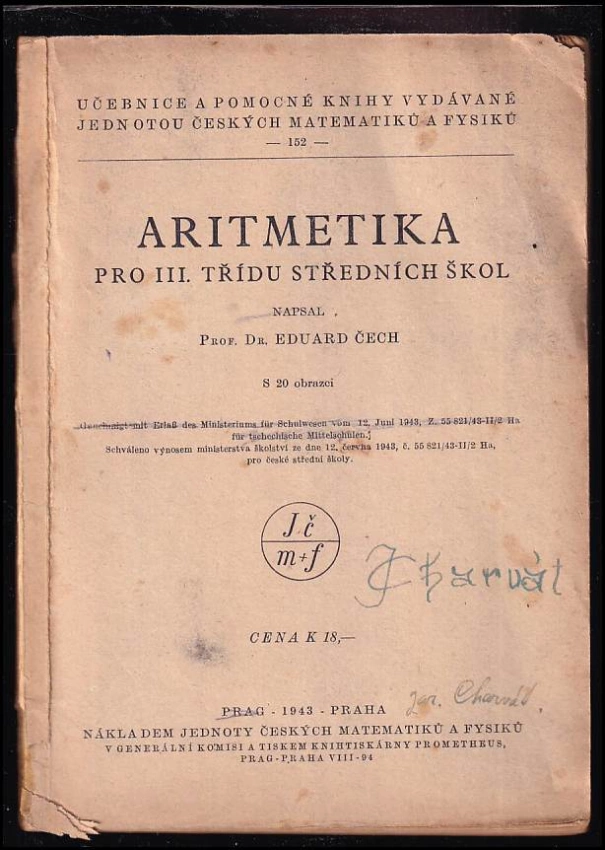 UČEBNICE A POMOCNÉ KNIHY VYDÁVANÉ
JEDNOTOU ČESKÝCH MATEMATIKŮ A FYSIKŮ
— 152 —
ARITMETIKA
PRO III. TŘÍDU STŘEDNÍCH ŠKOL
NAPSAL
PROF. DR. EDUARD ČECH
S 20 obrazci
Genehmigt mit Erlaß des Ministeriums für Schulwesen vom 12. Juni 1943, Z. 55 821/43-II/2 Ha
für tschechische Mittelschulen.
Schváleno výnosem ministerstva školství ze dne 12. června 1943, č. 55 821/43-II/2 Ha,
pro české střední školy.
J č
m+f
JCharvát
CENA K 18,—
Jar. Charvát.
PRAG - 1943 - PRAHA
NÁKLADEM JEDNOTY ČESKÝCH MATEMATIKŮ A FYSIKŮ
V GENERÁLNÍ KOMISI A TISKEM KNIHTISKÁRNY PROMETHEUS,
PRAG-PRAHA VIII-94